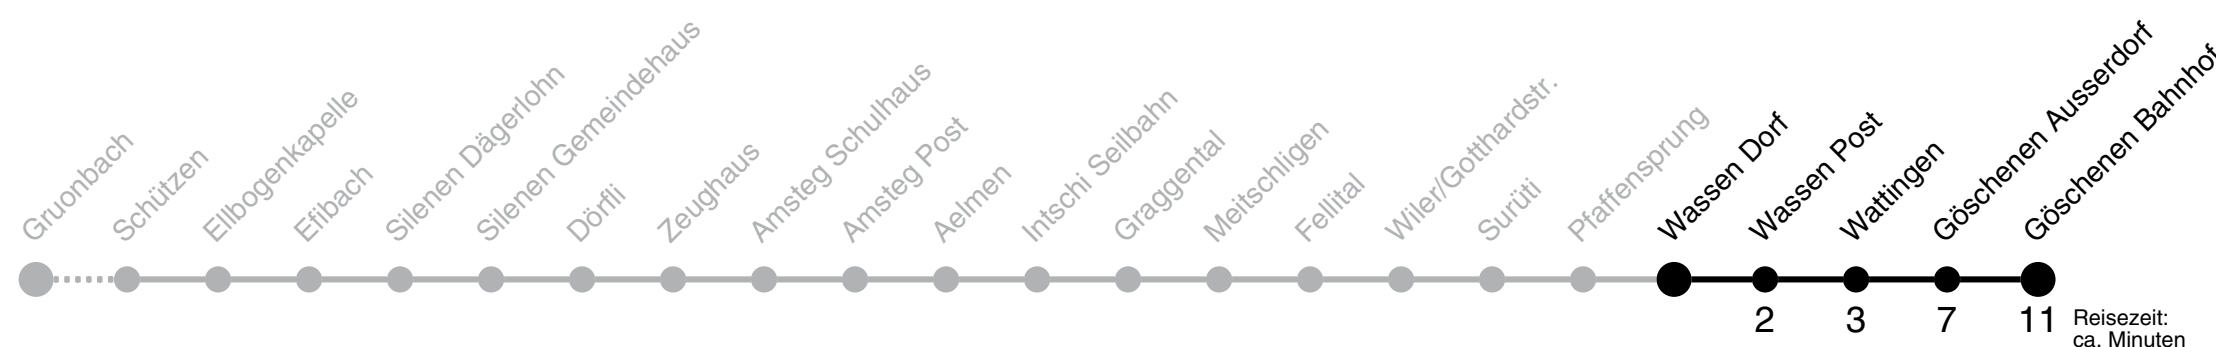 Gruonbach
Schützen
Ellbogenkapelle
Efibach
Silenen Dägerlohn
Silenen Gemeindehaus
Dörfli
Zeughaus
Amsteg Schulhaus
Amsteg Post
Aelmen
Intschi Seilbahn
Graggental
Meitschligen
Fellital
Wiler/Gotthardstr.
Surüti
Pfaffensprung
Wassen Dorf
Wassen Post
Wattingen
Göschenen Ausserdorf
Göschenen Bahnhof
2 3 7 11 Reisezeit:
ca. Minuten